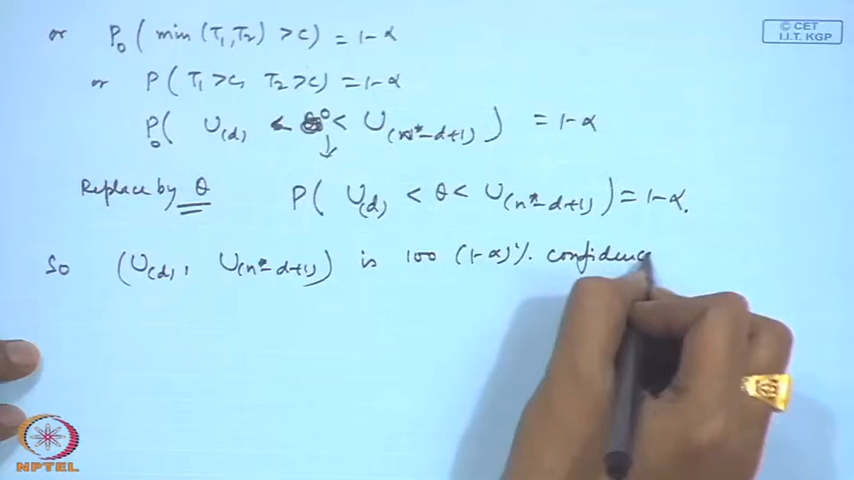 © CET
I.I.T. KGP
or P₀( min (T₁,T₂) > c) = 1-α
or P( T₁ > c, T₂ > c) = 1-α
P₀( U₍d₎ < 0 < U₍n*-d+1₎ ) = 1-α
Replace by θ P( U₍d₎ < θ < U₍n*-d+1₎ ) = 1-α.
So (U₍d₎, U₍n*-d+1₎) is 100 (1-α)% confidence
NPTEL